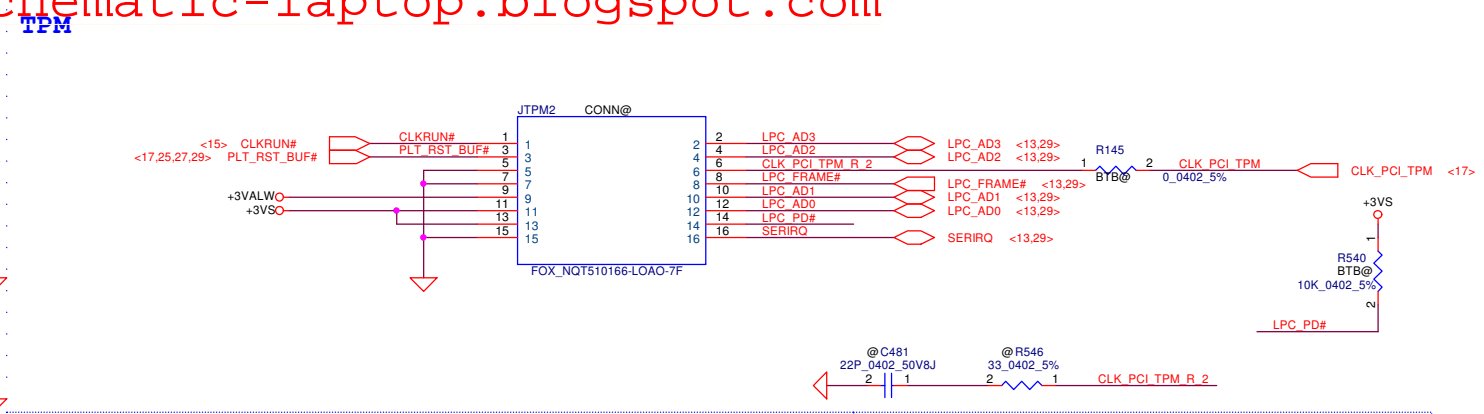 chematic-laptop.blogspot.com
TPM
JTPM2 CONN@
<15> CLKRUN# CLKRUN# 1 1 2 2 LPC_AD3 LPC_AD3 <13,29>
<17,25,27,29> PLT_RST_BUF# PLT_RST_BUF# 3 3 4 4 LPC_AD2 LPC_AD2 <13,29>
5 5 6 6 CLK_PCI_TPM_R_2 1 R145 2 CLK_PCI_TPM CLK_PCI_TPM <17>
BTB@ 0_0402_5%
7 7 8 8 LPC_FRAME# LPC_FRAME# <13,29>
+3VALW 9 9 10 10 LPC_AD1 LPC_AD1 <13,29>
+3VS 11 11 12 12 LPC_AD0 LPC_AD0 <13,29>
13 13 14 14 LPC_PD#
15 15 16 16 SERIRQ SERIRQ <13,29>
FOX_NQT510166-LOAO-7F
+3VS
1
R540
BTB@
10K_0402_5%
2
LPC_PD#
@C481 @R546
22P_0402_50V8J 33_0402_5%
2 1 2 1 CLK_PCI_TPM_R_2